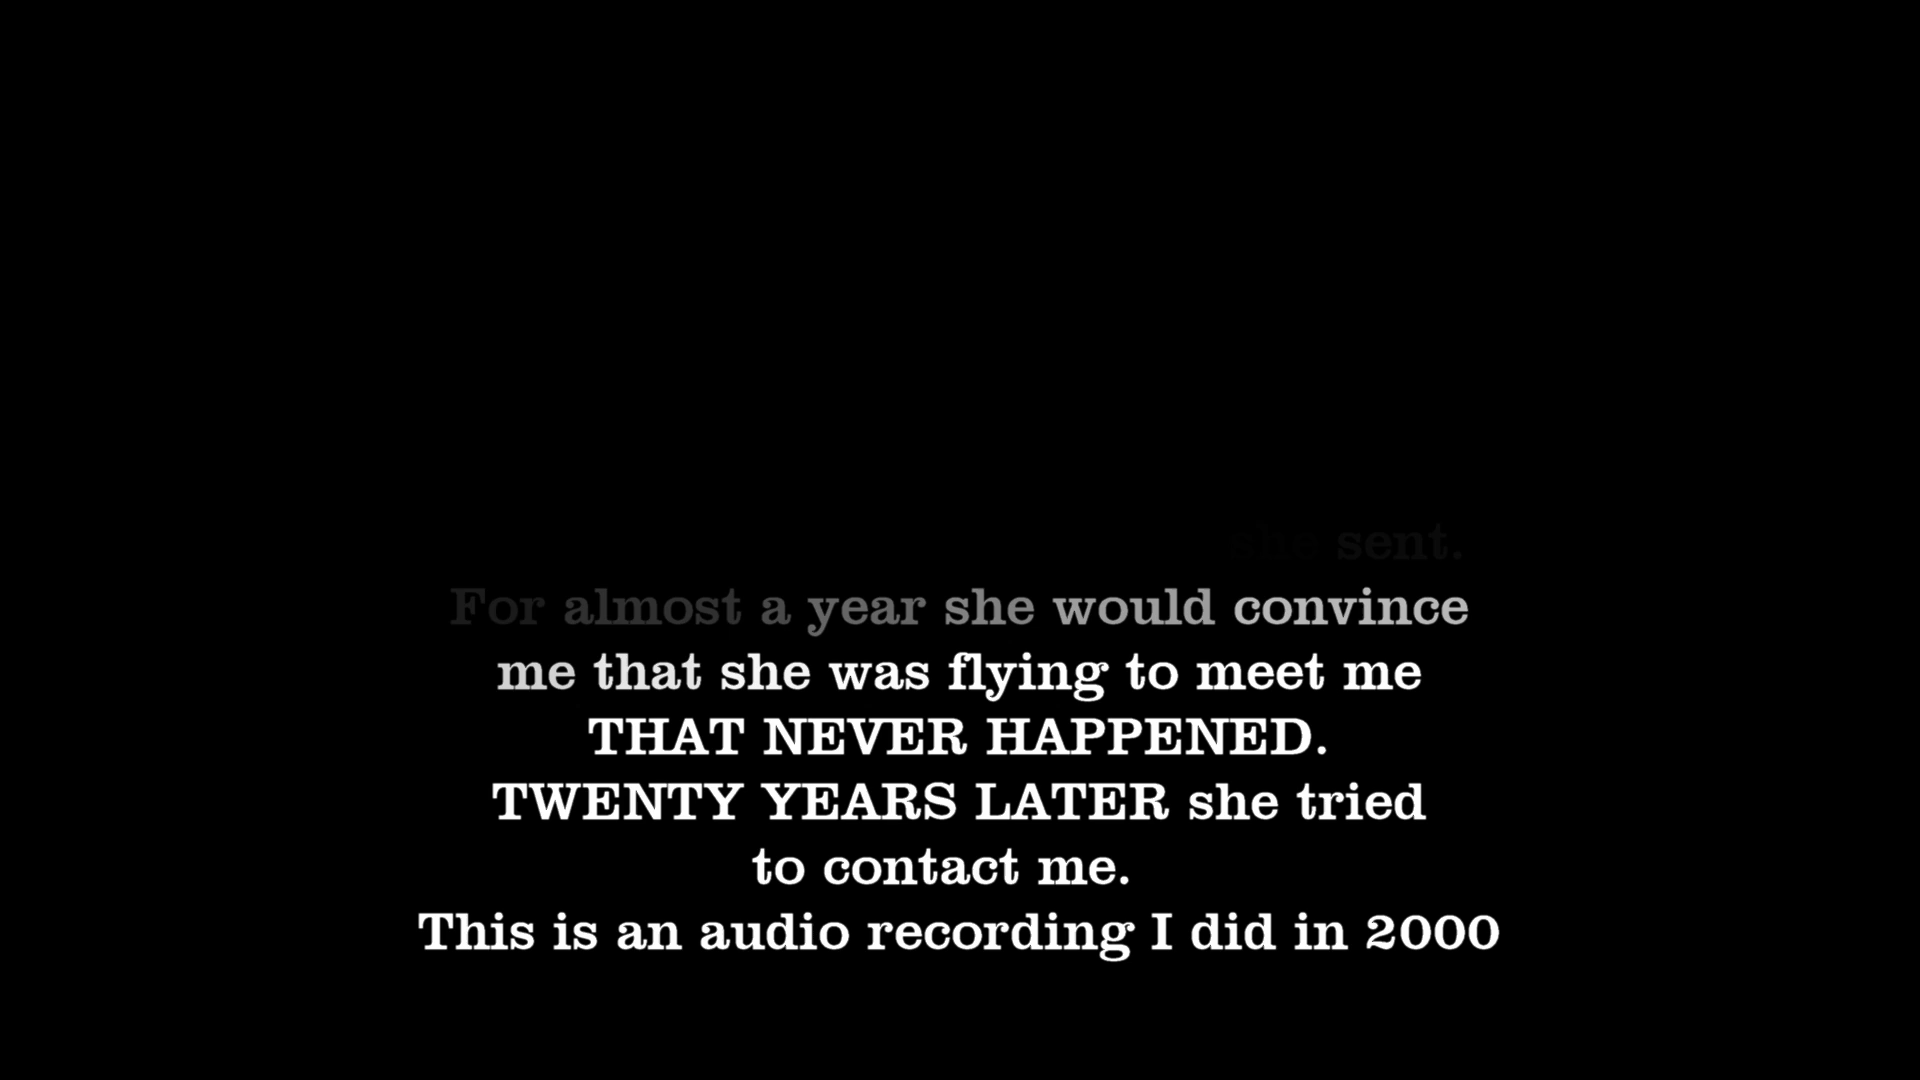 she sent.
For almost a year she would convince
me that she was flying to meet me
THAT NEVER HAPPENED.
TWENTY YEARS LATER she tried
to contact me.
This is an audio recording I did in 2000